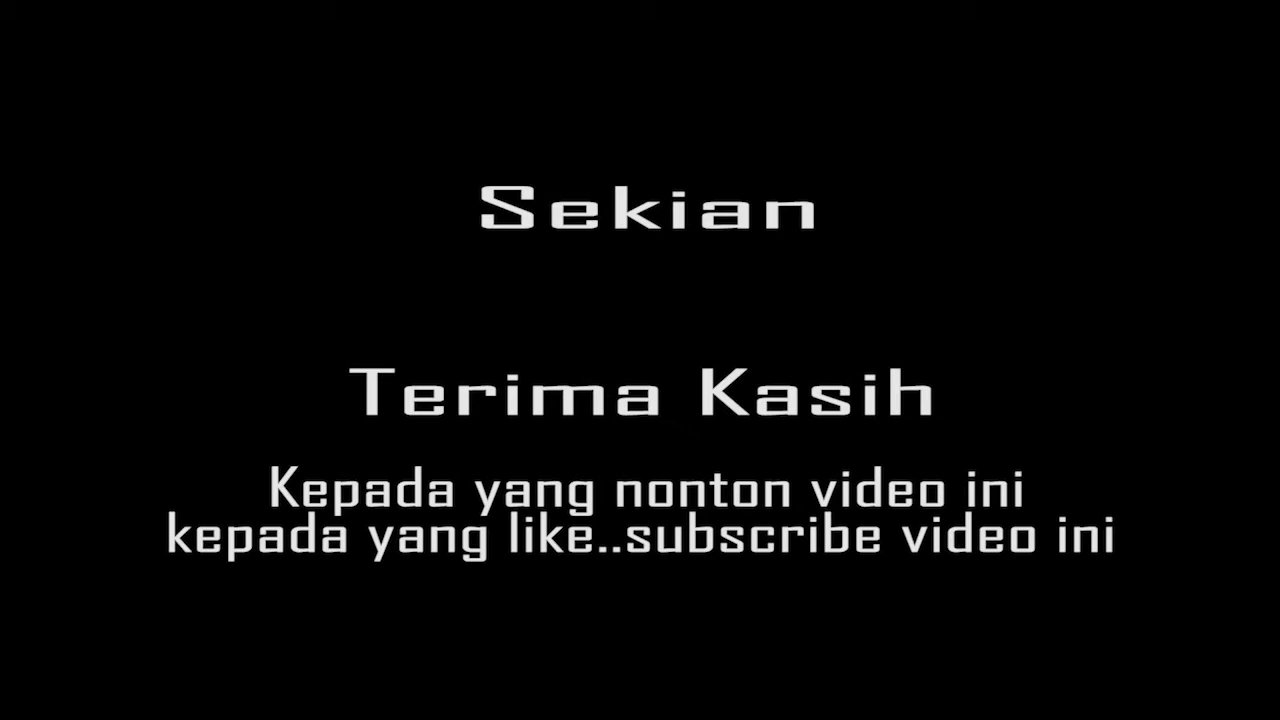 Sekian
Terima Kasih
Kepada yang nonton video ini
kepada yang like..subscribe video ini